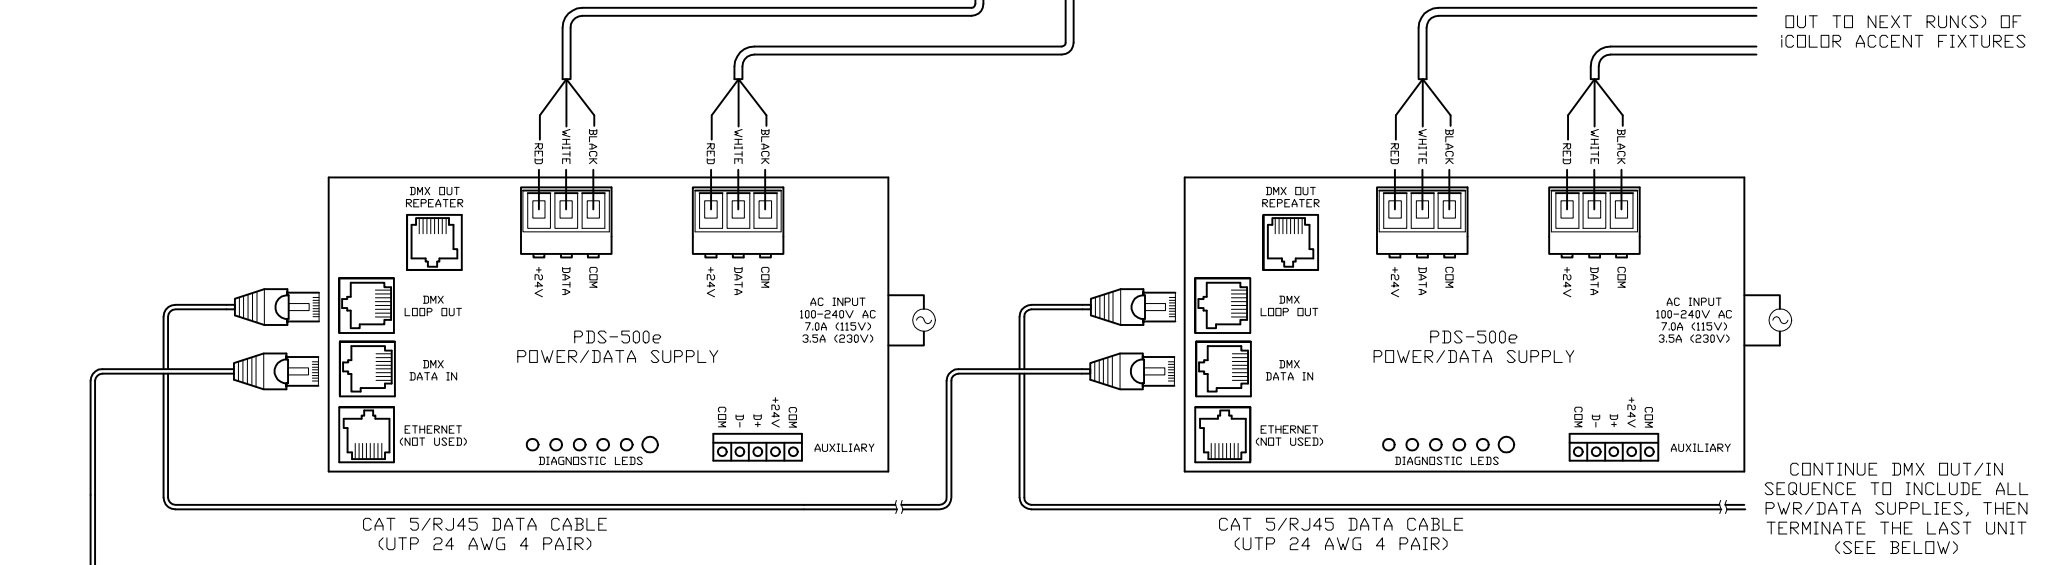 OUT TO NEXT RUN(S) OF
iCOLOR ACCENT FIXTURES
RED
WHITE
BLACK
RED
WHITE
BLACK
DMX OUT
REPEATER
+24V
DATA
COM
+24V
DATA
COM
DMX
LOOP OUT
AC INPUT
100-240V AC
7.0A (115V)
3.5A (230V)
PDS-500e
POWER/DATA SUPPLY
DMX
DATA IN
ETHERNET
(NOT USED)
COM
D-
D+
+24V
COM
DIAGNOSTIC LEDS
AUXILIARY
CAT 5/RJ45 DATA CABLE
(UTP 24 AWG 4 PAIR)
RED
WHITE
BLACK
RED
WHITE
BLACK
DMX OUT
REPEATER
+24V
DATA
COM
+24V
DATA
COM
DMX
LOOP OUT
AC INPUT
100-240V AC
7.0A (115V)
3.5A (230V)
PDS-500e
POWER/DATA SUPPLY
DMX
DATA IN
ETHERNET
(NOT USED)
COM
D-
D+
+24V
COM
DIAGNOSTIC LEDS
AUXILIARY
CAT 5/RJ45 DATA CABLE
(UTP 24 AWG 4 PAIR)
CONTINUE DMX OUT/IN
SEQUENCE TO INCLUDE ALL
PWR/DATA SUPPLIES, THEN
TERMINATE THE LAST UNIT
(SEE BELOW)